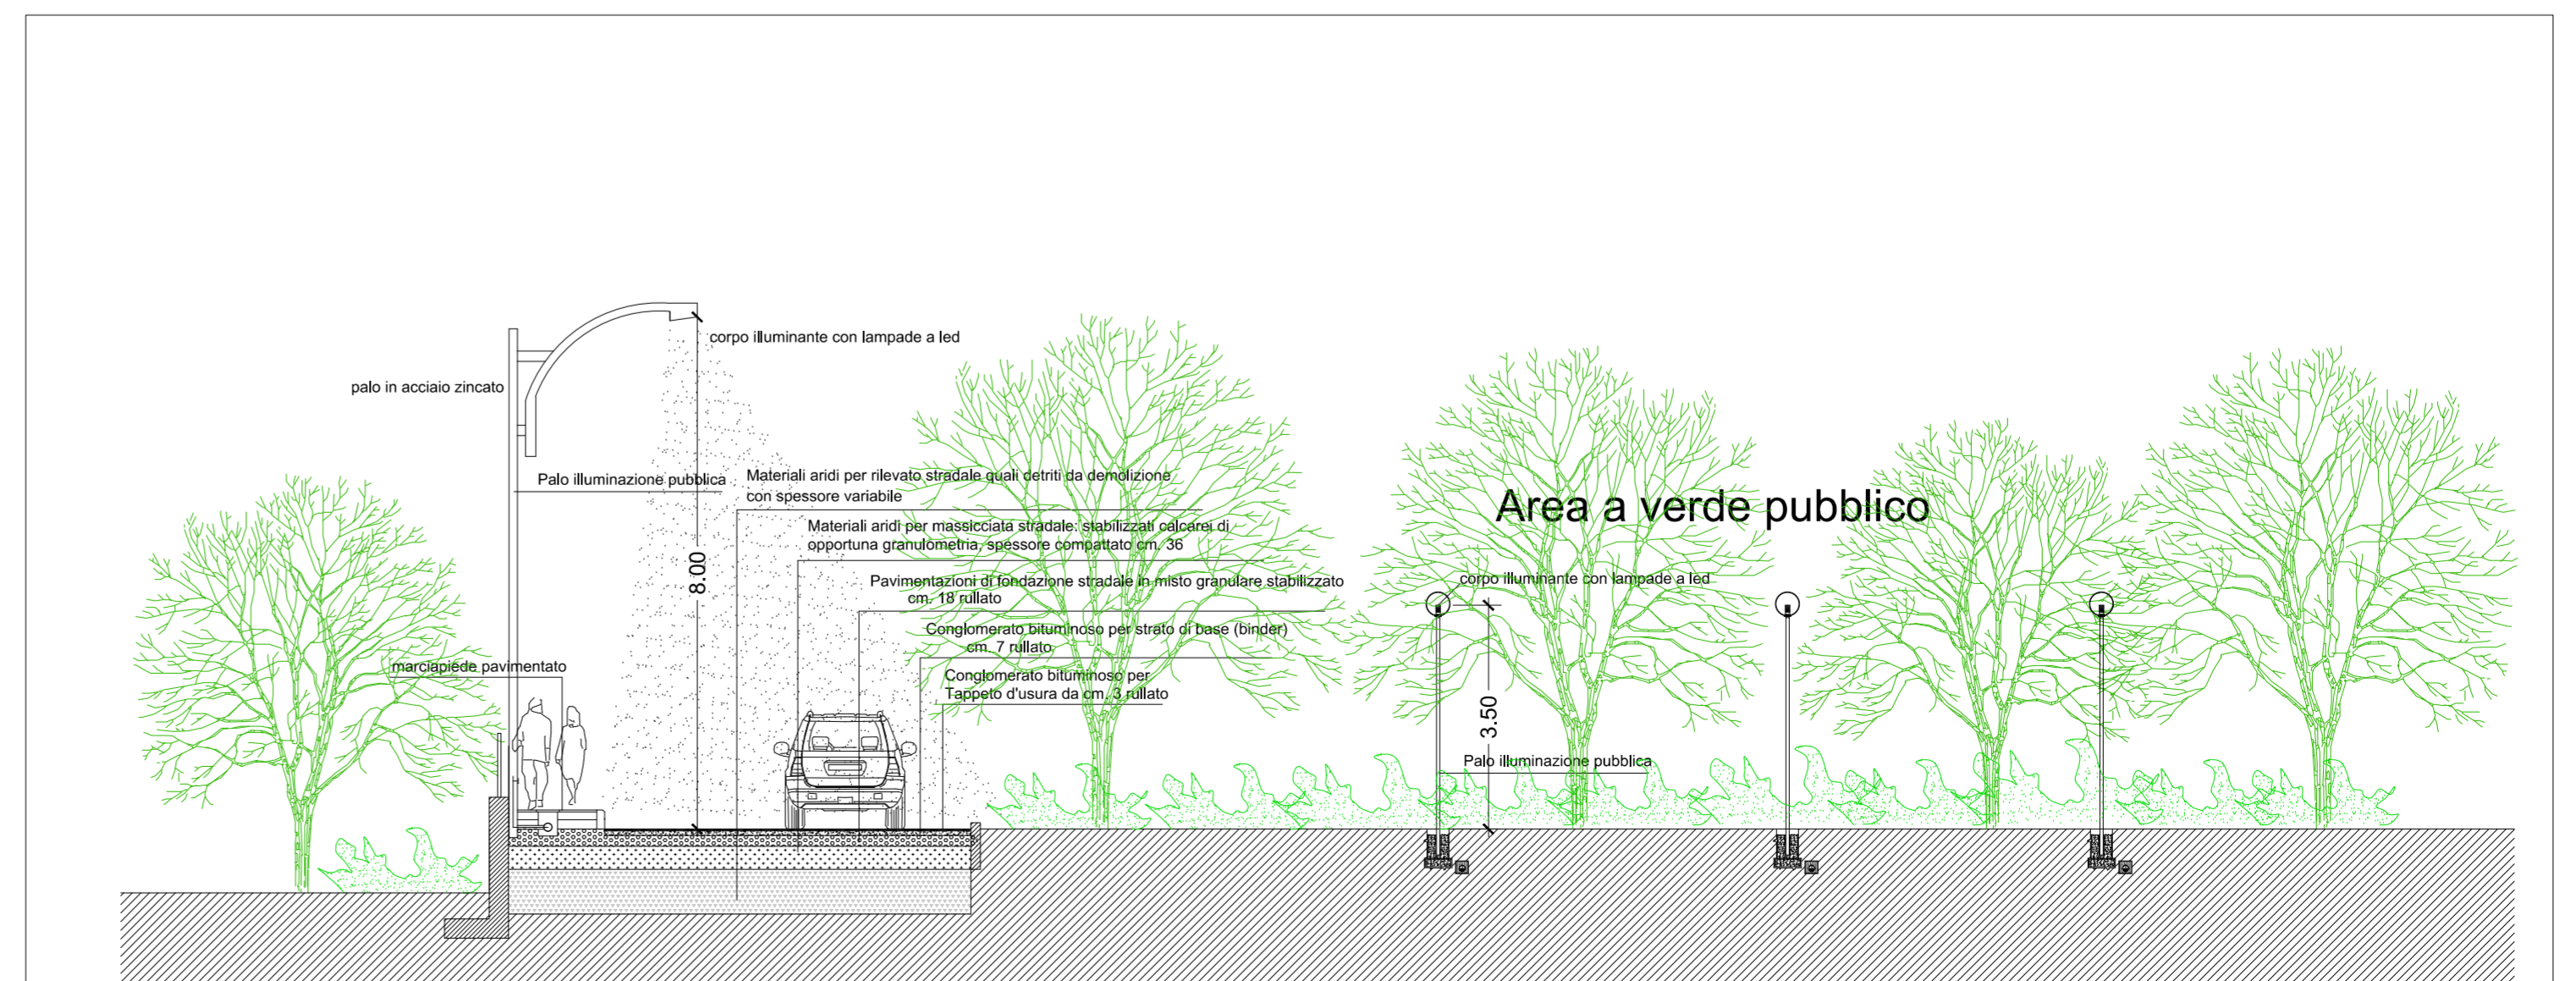 corpo illuminante con lampade a led
palo in acciaio zincato
Palo illuminazione pubblica
8.00
Materiali aridi per rilevato stradale quali detriti da demolizione
con spessore variabile
Materiali aridi per massicciata stradale: stabilizzati calcarei di
opportuna granulometria, spessore compattato cm. 36
Pavimentazioni di fondazione stradale in misto granulare stabilizzato
cm. 18 rullato
Conglomerato bituminoso per strato di base (binder)
cm. 7 rullato
Conglomerato bituminoso per
Tappeto d'usura da cm. 3 rullato
marciapiede pavimentato
Area a verde pubblico
corpo illuminante con lampade a led
3.50
Palo illuminazione pubblica